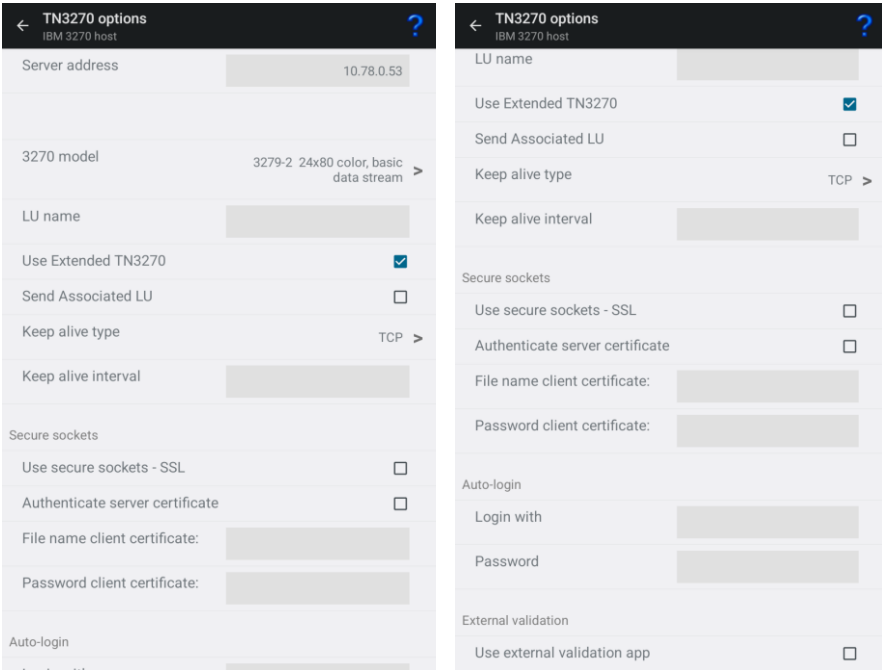 TN3270 options
IBM 3270 host
?
Server address
10.78.0.53
3270 model
3279-2 24x80 color, basic
data stream
>
LU name
Use Extended TN3270
Send Associated LU
Keep alive type
TCP >
Keep alive interval
Secure sockets
Use secure sockets - SSL
Authenticate server certificate
File name client certificate:
Password client certificate:
Auto-login
TN3270 options
IBM 3270 host
?
LU name
Use Extended TN3270
Send Associated LU
Keep alive type
TCP >
Keep alive interval
Secure sockets
Use secure sockets - SSL
Authenticate server certificate
File name client certificate:
Password client certificate:
Auto-login
Login with
Password
External validation
Use external validation app